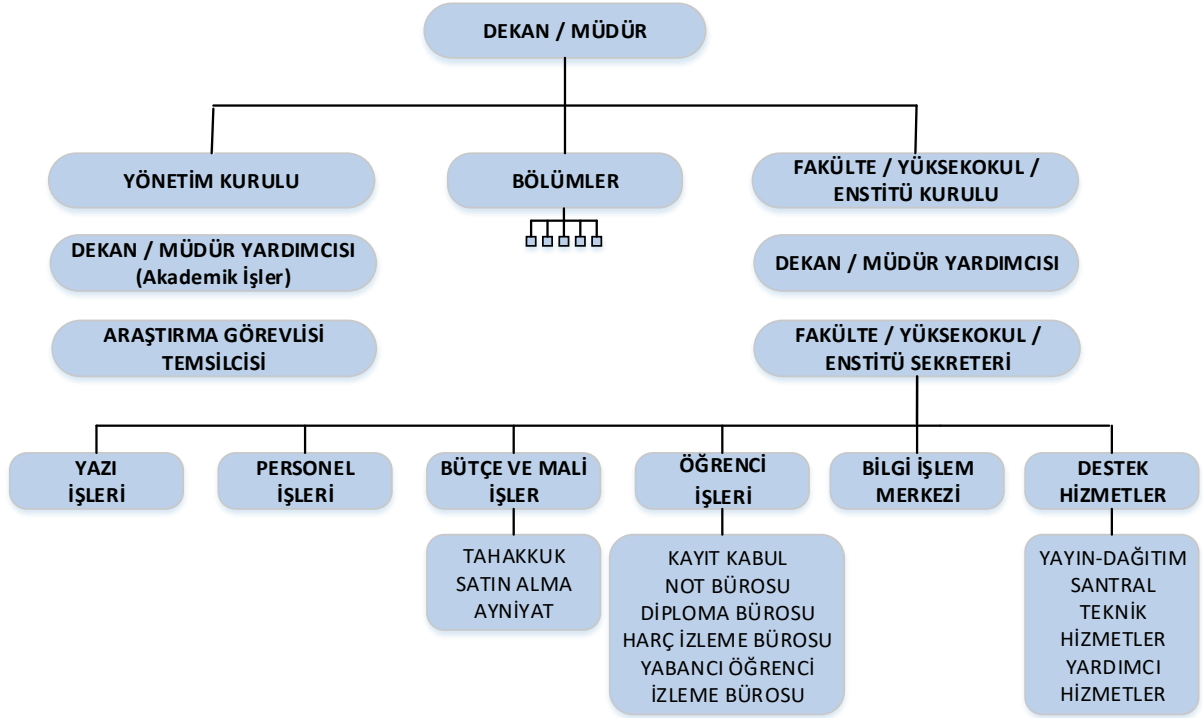 DEKAN / MÜDÜR
YÖNETİM KURULU
BÖLÜMLER
FAKÜLTE / YÜKSEKOKUL /
ENSTİTÜ KURULU
DEKAN / MÜDÜR YARDIMCISI
(Akademik İşler)
DEKAN / MÜDÜR YARDIMCISI
ARAŞTIRMA GÖREVLİSİ
TEMSİLCİSİ
FAKÜLTE / YÜKSEKOKUL /
ENSTİTÜ SEKRETERİ
YAZI
İŞLERİ
PERSONEL
İŞLERİ
BÜTÇE VE MALİ
İŞLER
ÖĞRENCİ
İŞLERİ
BİLGİ İŞLEM
MERKEZİ
DESTEK
HİZMETLER
TAHAKKUK
SATIN ALMA
AYNİYAT
KAYIT KABUL
NOT BÜROSU
DİPLOMA BÜROSU
HARÇ İZLEME BÜROSU
YABANCI ÖĞRENCİ
İZLEME BÜROSU
YAYIN-DAĞITIM
SANTRAL
TEKNİK
HİZMETLER
YARDIMCI
HİZMETLER